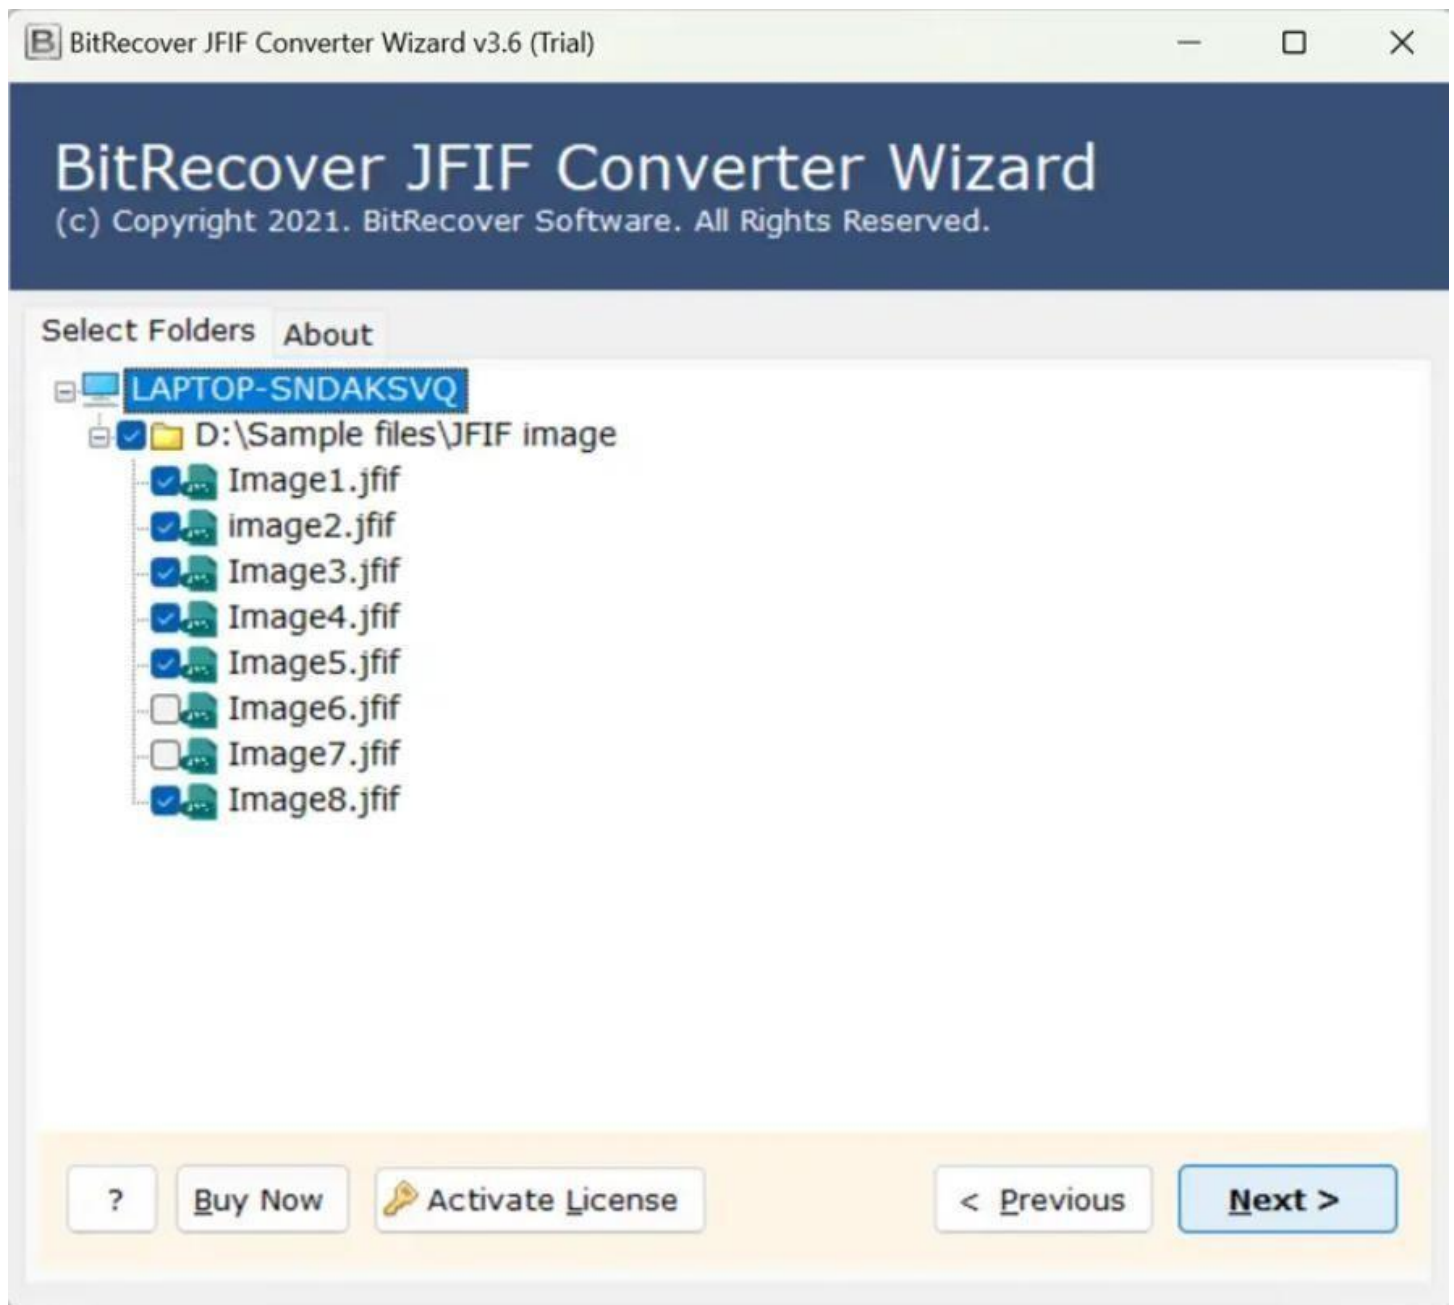 BitRecover JFIF Converter Wizard v3.6 (Trial)
BitRecover JFIF Converter Wizard
(c) Copyright 2021. BitRecover Software. All Rights Reserved.
Select Folders About
LAPTOP-SNDAKSVQ
D:\Sample files\JFIF image
Image1.jfif
image2.jfif
Image3.jfif
Image4.jfif
Image5.jfif
Image6.jfif
Image7.jfif
Image8.jfif
? Buy Now Activate License < Previous Next >